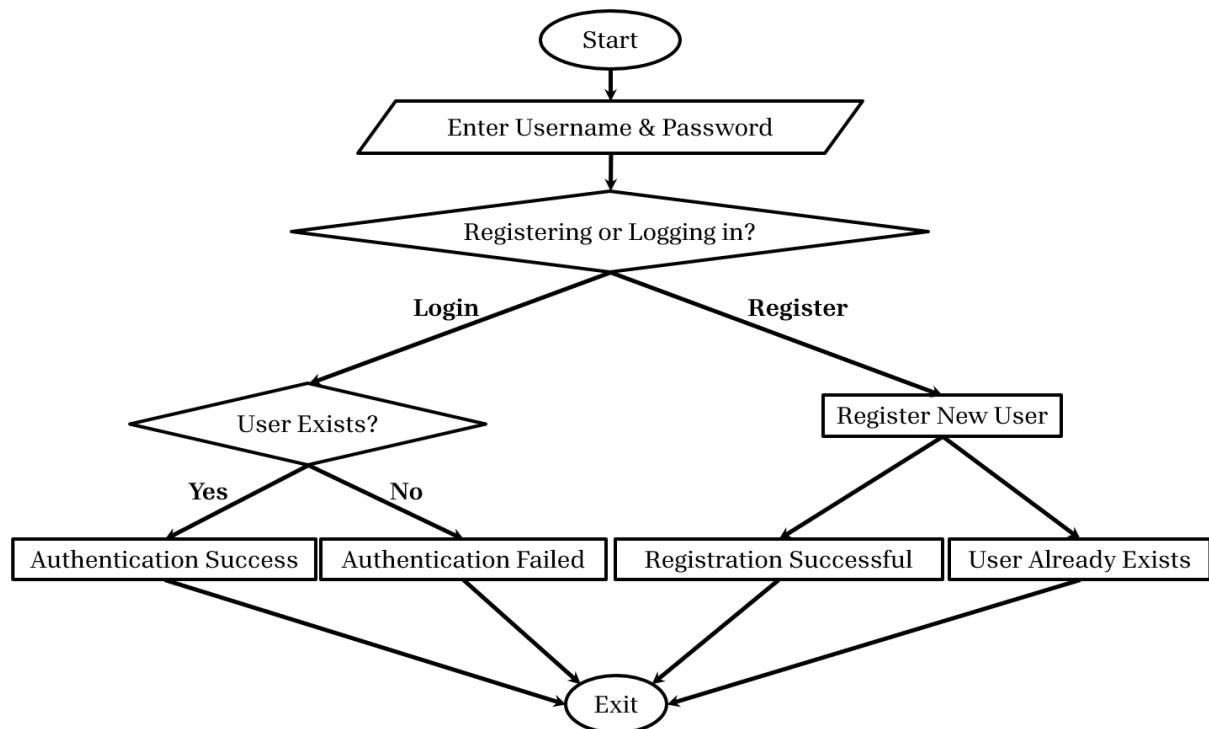 Start
Enter Username & Password
Registering or Logging in?
Login
Register
User Exists?
Register New User
Yes
No
Authentication Success
Authentication Failed
Registration Successful
User Already Exists
Exit